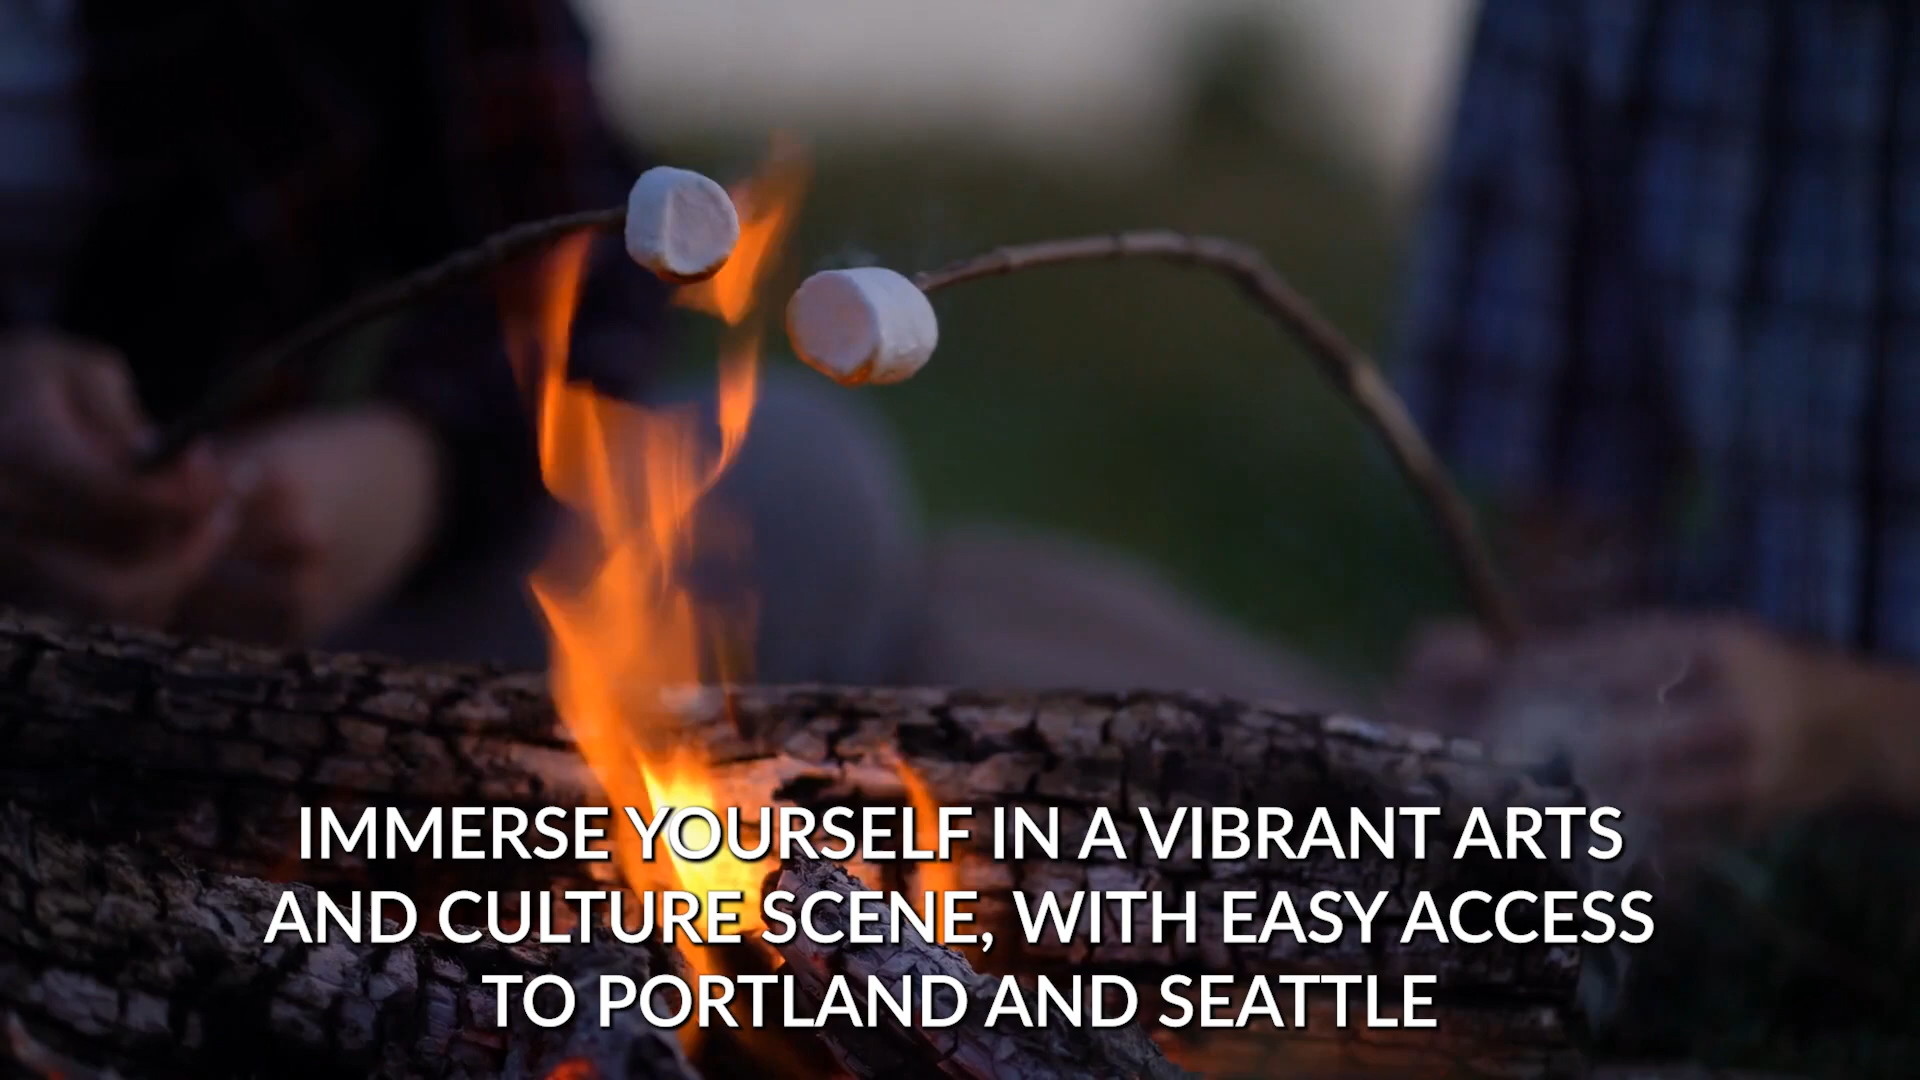 IMMERSE YOURSELF IN A VIBRANT ARTS
AND CULTURE SCENE, WITH EASY ACCESS
TO PORTLAND AND SEATTLE